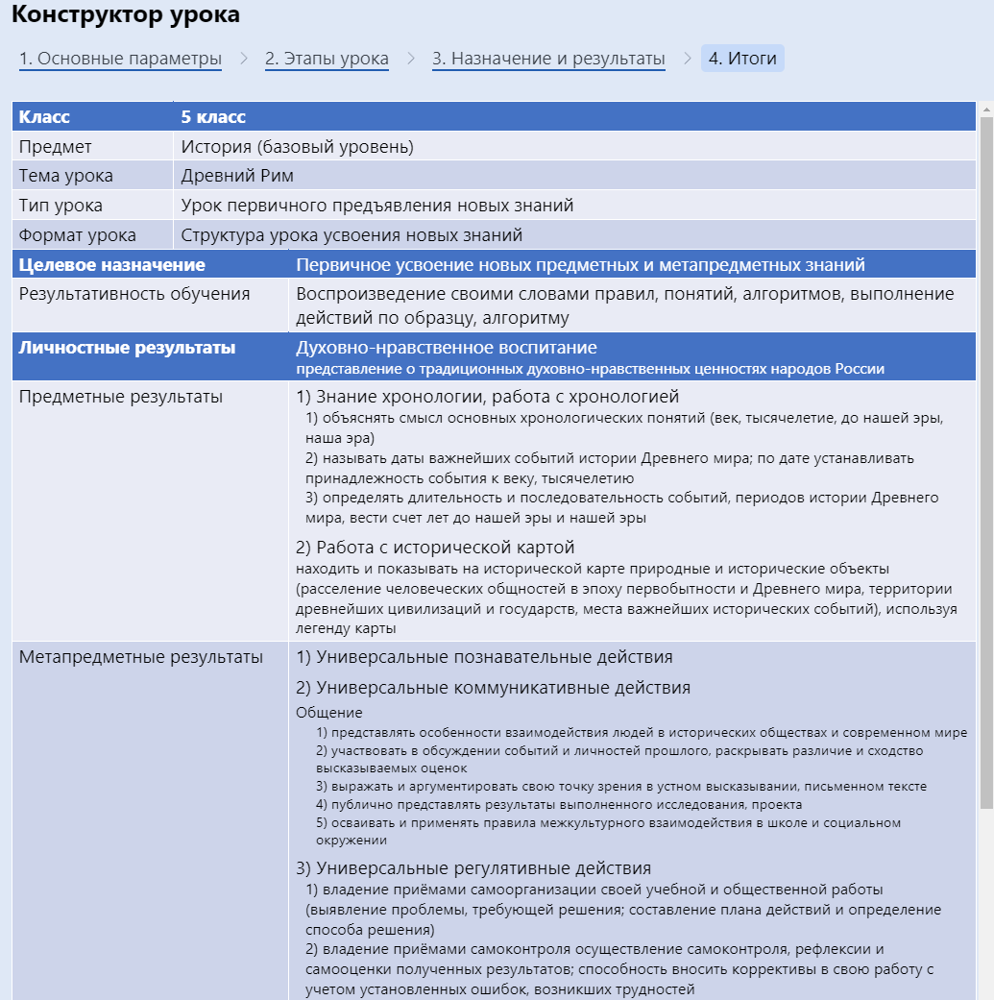 Конструктор урока
1. Основные параметры > 2. Этапы урока > 3. Назначение и результаты > 4. Итоги
Класс 5 класс
Предмет История (базовый уровень)
Тема урока Древний Рим
Тип урока Урок первичного предъявления новых знаний
Формат урока Структура урока усвоения новых знаний
Целевое назначение Первичное усвоение новых предметных и метапредметных знаний
Результативность обучения Воспроизведение своими словами правил, понятий, алгоритмов, выполнение
действий по образцу, алгоритму
Личностные результаты Духовно-нравственное воспитание
представление о традиционных духовно-нравственных ценностях народов России
Предметные результаты 1) Знание хронологии, работа с хронологией
1) объяснять смысл основных хронологических понятий (век, тысячелетие, до нашей эры,
наша эра)
2) называть даты важнейших событий истории Древнего мира; по дате устанавливать
принадлежность события к веку, тысячелетию
3) определять длительность и последовательность событий, периодов истории Древнего
мира, вести счет лет до нашей эры и нашей эры
2) Работа с исторической картой
находить и показывать на исторической карте природные и исторические объекты
(расселение человеческих общностей в эпоху первобытности и Древнего мира, территории
древнейших цивилизаций и государств, места важнейших исторических событий), используя
легенду карты
Метапредметные результаты 1) Универсальные познавательные действия
2) Универсальные коммуникативные действия
Общение
1) представлять особенности взаимодействия людей в исторических обществах и современном мире
2) участвовать в обсуждении событий и личностей прошлого, раскрывать различие и сходство
высказываемых оценок
3) выражать и аргументировать свою точку зрения в устном высказывании, письменном тексте
4) публично представлять результаты выполненного исследования, проекта
5) осваивать и применять правила межкультурного взаимодействия в школе и социальном
окружении
3) Универсальные регулятивные действия
1) владение приёмами самоорганизации своей учебной и общественной работы
(выявление проблемы, требующей решения; составление плана действий и определение
способа решения)
2) владение приёмами самоконтроля осуществление самоконтроля, рефлексии и
самооценки полученных результатов; способность вносить коррективы в свою работу с
учетом установленных ошибок, возникших трудностей